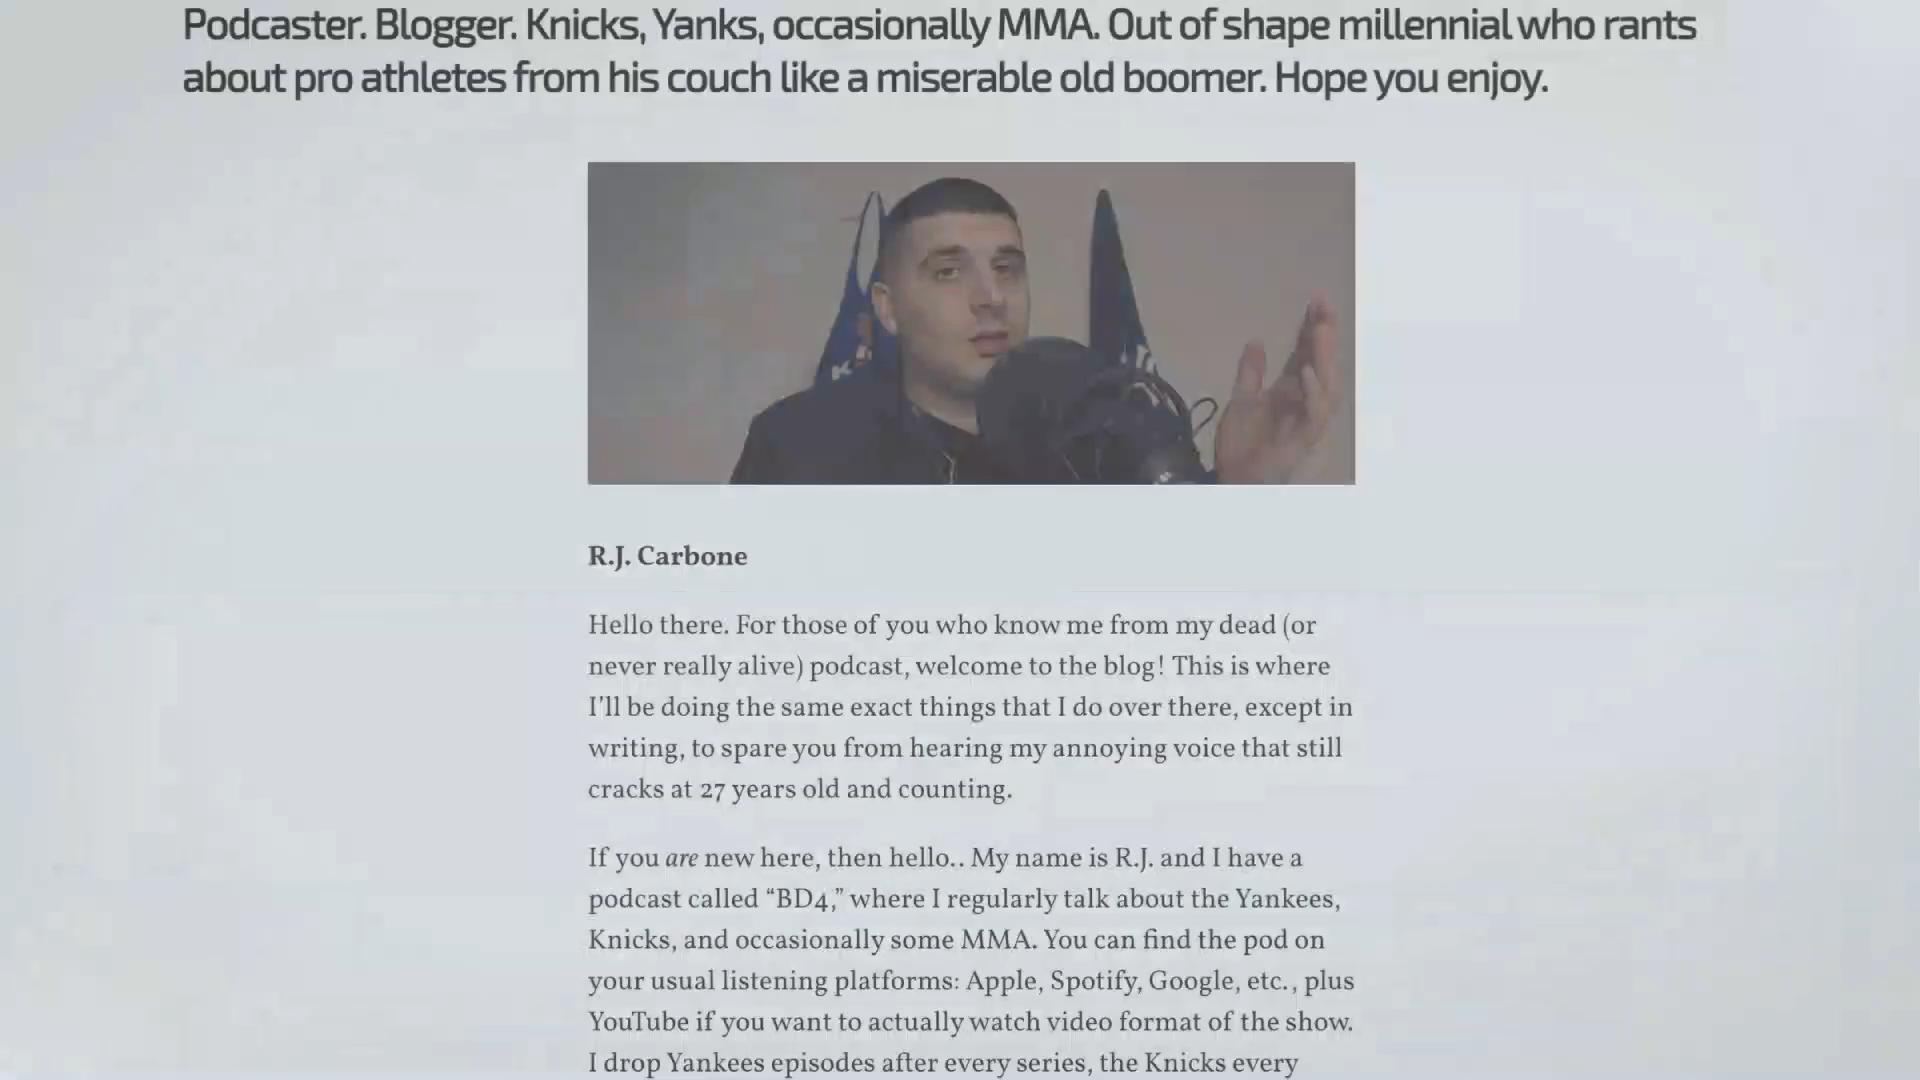 Podcaster. Blogger. Knicks, Yanks, occasionally MMA. Out of shape millennial who rants
about pro athletes from his couch like a miserable old boomer. Hope you enjoy.
R.J. Carbone
Hello there. For those of you who know me from my dead (or
never really alive) podcast, welcome to the blog! This is where
I'll be doing the same exact things that I do over there, except in
writing, to spare you from hearing my annoying voice that still
cracks at 27 years old and counting.
If you are new here, then hello.. My name is R.J. and I have a
podcast called “BD4,” where I regularly talk about the Yankees,
Knicks, and occasionally some MMA. You can find the pod on
your usual listening platforms: Apple, Spotify, Google, etc., plus
YouTube if you want to actually watch video format of the show.
I drop Yankees episodes after every series, the Knicks every